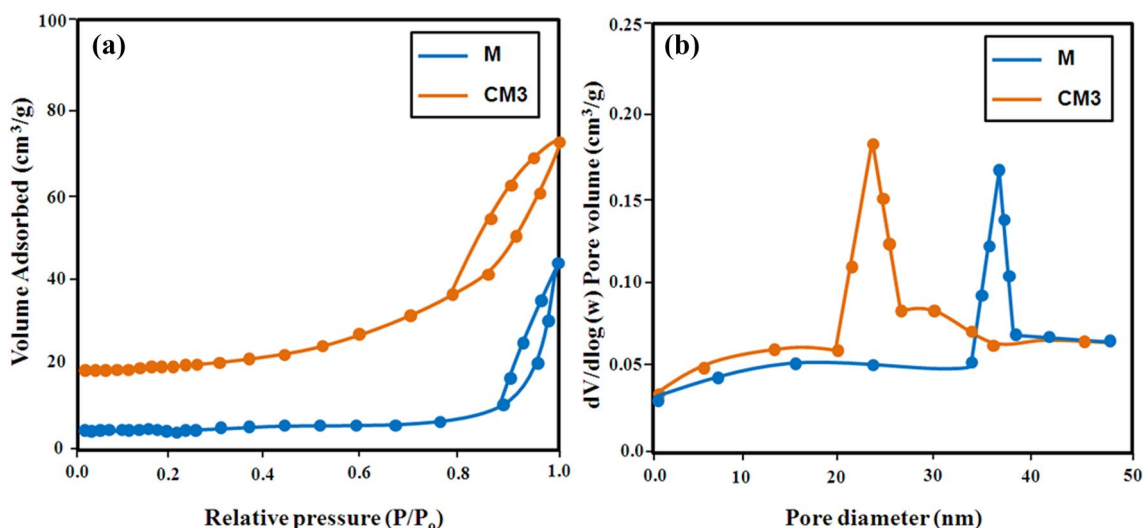 (a)
M
CM3
Volume Adsorbed (cm³/g)
100
80
60
40
20
0
0.0
0.2
0.4
0.6
0.8
1.0
Relative pressure (P/P₀)
(b)
M
CM3
dV/dlog (w) Pore volume (cm³/g)
0.25
0.20
0.15
0.10
0.05
0.0
0.0
10
20
30
40
50
Pore diameter (nm)